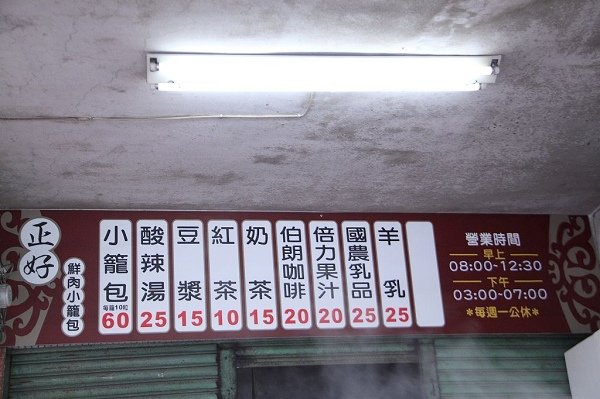 正好
鮮肉小籠包
小籠包
每籠10粒
60
酸辣湯
25
豆漿
15
紅茶
10
奶茶
15
伯朗咖啡
20
倍力果汁
20
國農乳品
25
羊乳
25
營業時間
早上
08:00~12:30
下午
03:00~07:00
*每週一公休*